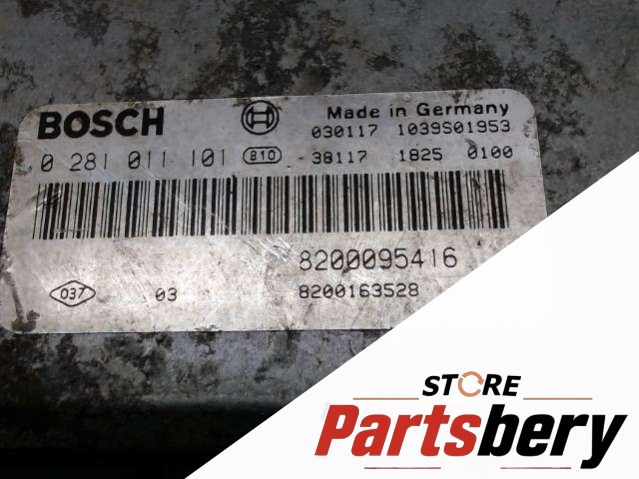 BOSCH
Made in Germany
030117 1039S01953
0 281 011 101 810 -38117 1825 0100
8200095416
037 03 8200163528
STORE
Partsbery